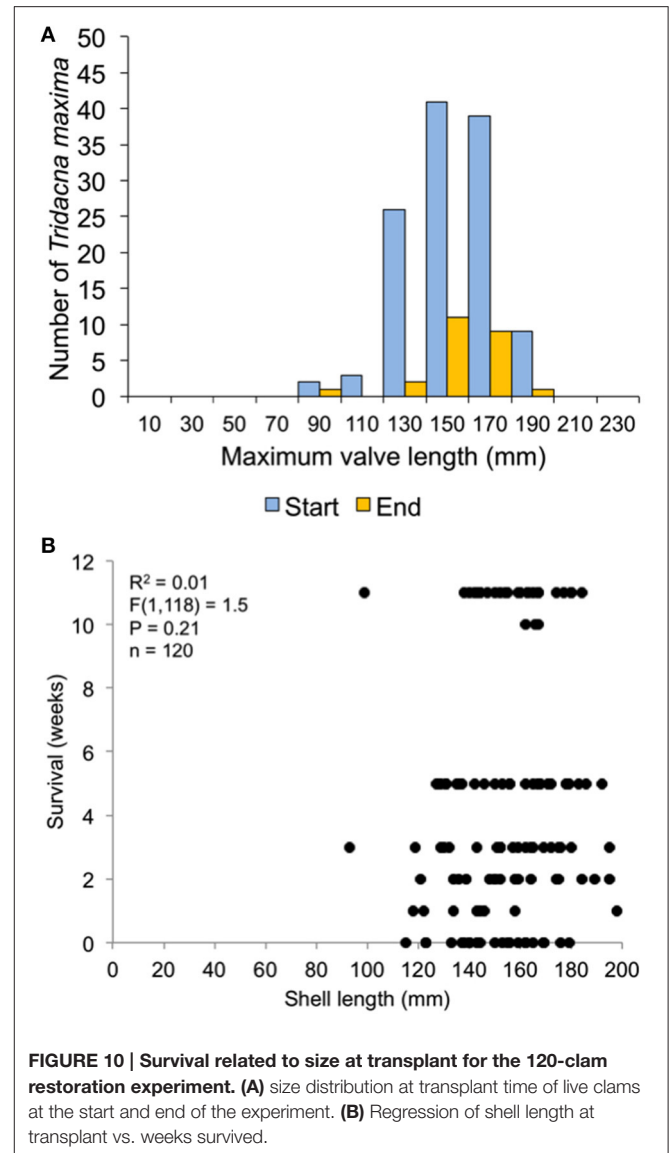 A
50
45
40
35
30
25
20
15
10
5
0
Number of Tridacna maxima
10 30 50 70 90 110 130 150 170 190 210 230
Maximum valve length (mm)
Start End
B
12
10
8
6
4
2
0
Survival (weeks)
R² = 0.01
F(1,118) = 1.5
P = 0.21
n = 120
0 20 40 60 80 100 120 140 160 180 200
Shell length (mm)
FIGURE 10 | Survival related to size at transplant for the 120-clam
restoration experiment. (A) size distribution at transplant time of live clams
at the start and end of the experiment. (B) Regression of shell length at
transplant vs. weeks survived.